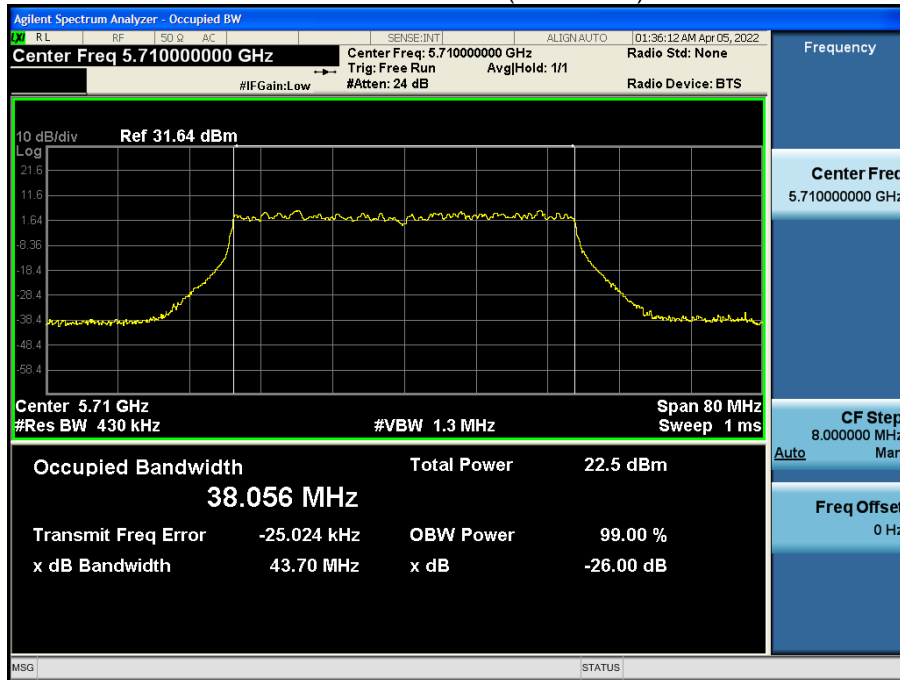 Agilent Spectrum Analyzer - Occupied BW
LXI RL RF 50 Ω AC SENSE:INT ALIGN AUTO 01:36:12 AM Apr 05, 2022
Center Freq 5.710000000 GHz Center Freq: 5.710000000 GHz Radio Std: None
Trig: Free Run Avg|Hold: 1/1
#IFGain:Low #Atten: 24 dB Radio Device: BTS
Frequency
10 dB/div Ref 31.64 dBm
Log
21.6
11.6
1.64
-8.36
-18.4
-28.4
-38.4
-48.4
-58.4
Center 5.71 GHz Span 80 MHz
#Res BW 430 kHz #VBW 1.3 MHz Sweep 1 ms
Center Freq
5.710000000 GHz
CF Step
8.000000 MHz
Auto Man
Freq Offset
0 Hz
Occupied Bandwidth Total Power 22.5 dBm
38.056 MHz
Transmit Freq Error -25.024 kHz OBW Power 99.00 %
x dB Bandwidth 43.70 MHz x dB -26.00 dB
MSG STATUS